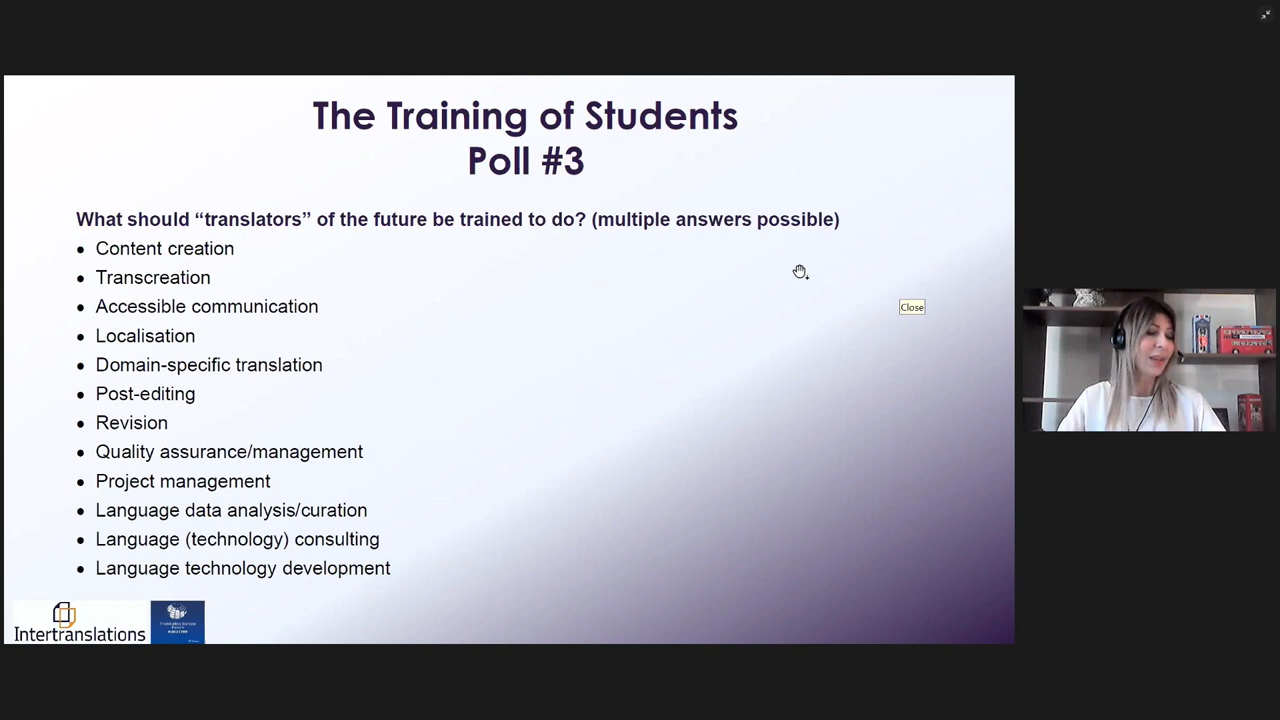 The Training of Students
Poll #3
What should “translators” of the future be trained to do? (multiple answers possible)
• Content creation
• Transcreation
• Accessible communication
• Localisation
• Domain-specific translation
• Post-editing
• Revision
• Quality assurance/management
• Project management
• Language data analysis/curation
• Language (technology) consulting
• Language technology development
Close
Intertranslations